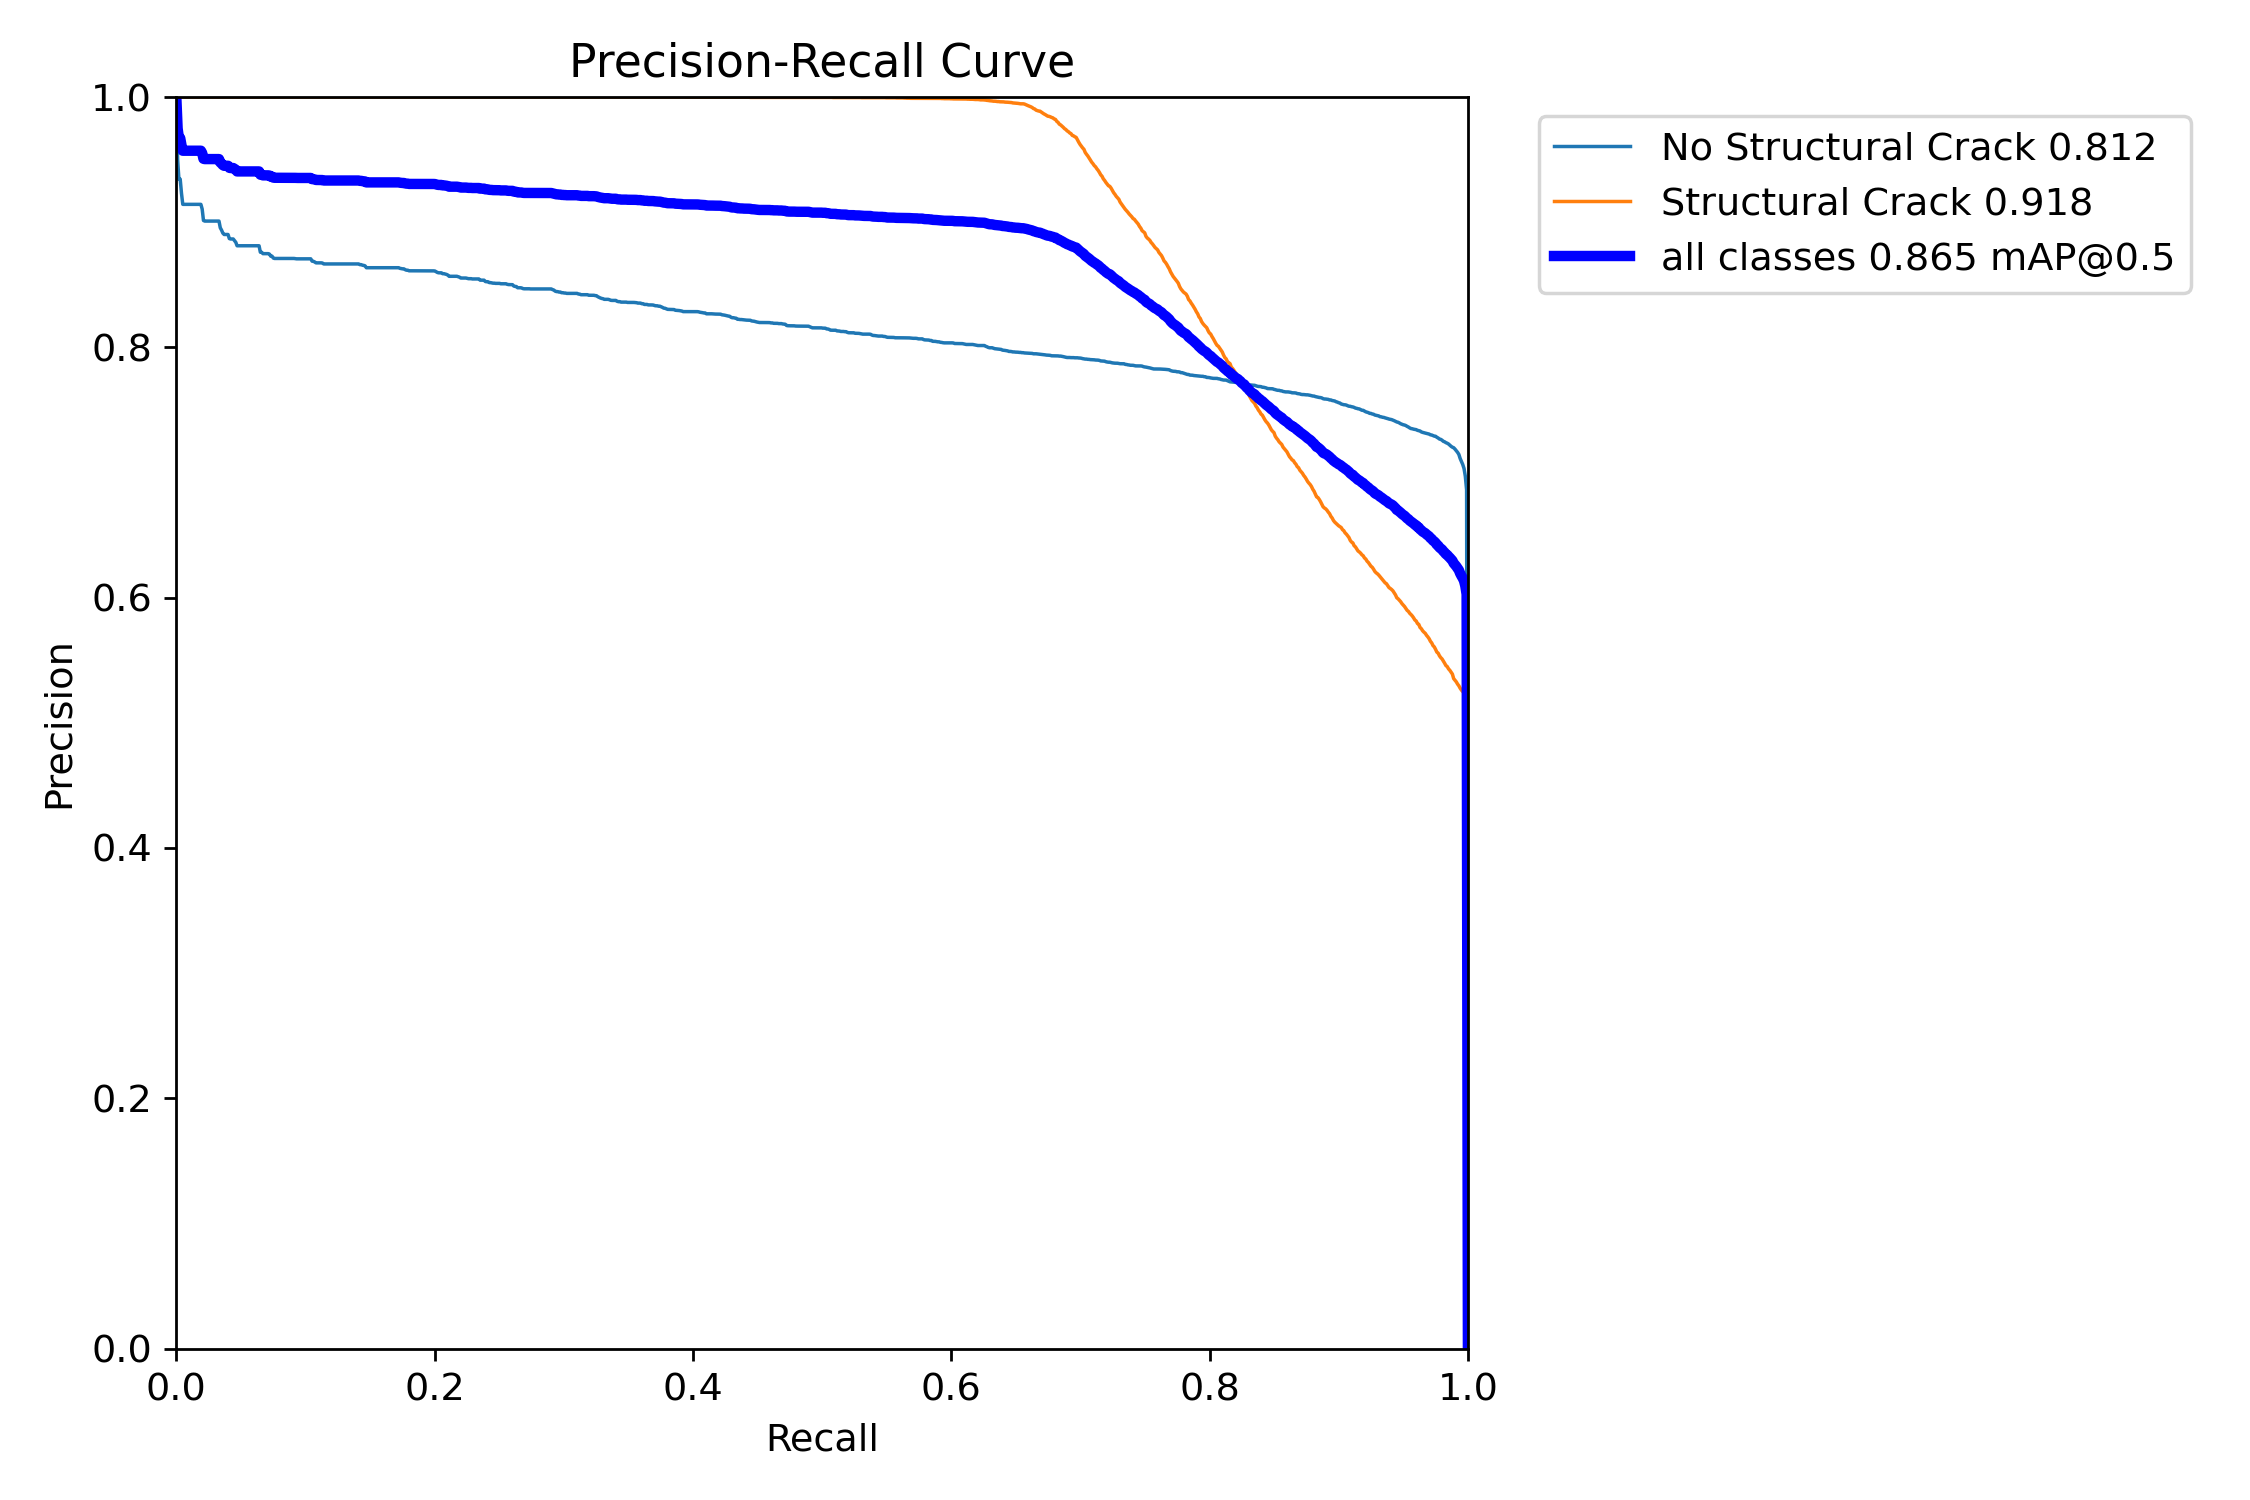 Precision-Recall Curve
No Structural Crack 0.812
Structural Crack 0.918
all classes 0.865 mAP@0.5
Precision
1.0
0.8
0.6
0.4
0.2
0.0
0.0 0.2 0.4 0.6 0.8 1.0
Recall